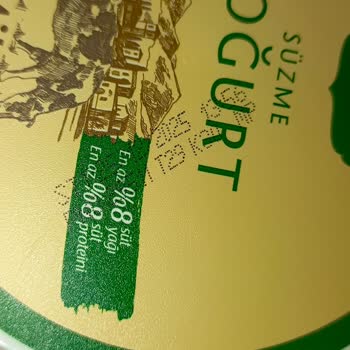 SÜZME
OĞURT
En az %8 süt yağı
En az %8 süt proteini